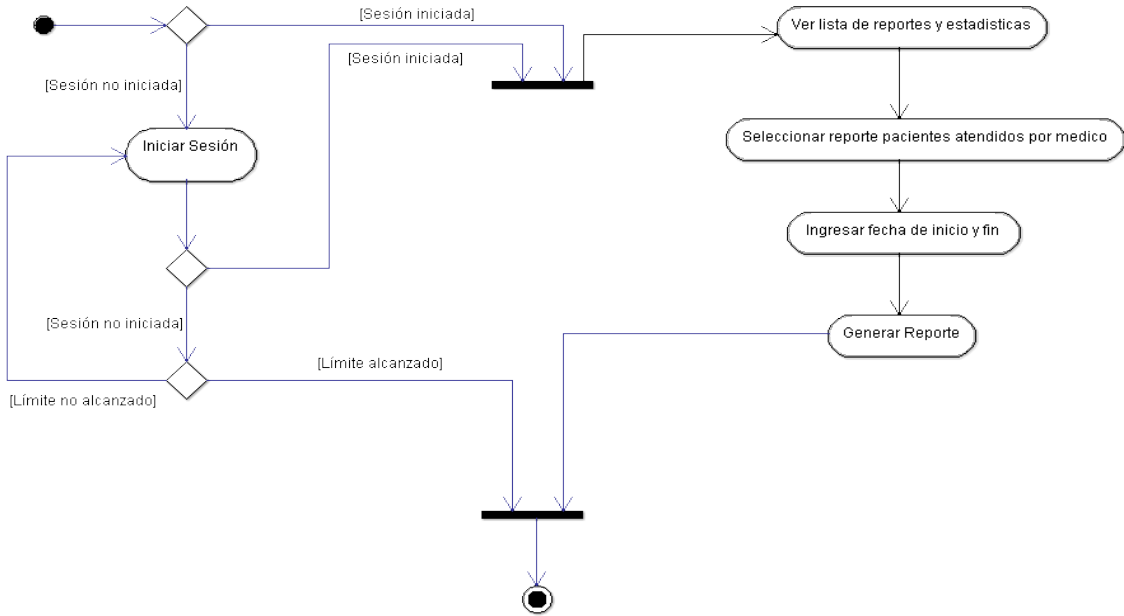 [Sesión iniciada]
[Sesión iniciada]
Ver lista de reportes y estadisticas
[Sesión no iniciada]
Iniciar Sesión
Seleccionar reporte pacientes atendidos por medico
Ingresar fecha de inicio y fin
[Sesión no iniciada]
Generar Reporte
[Límite alcanzado]
[Límite no alcanzado]